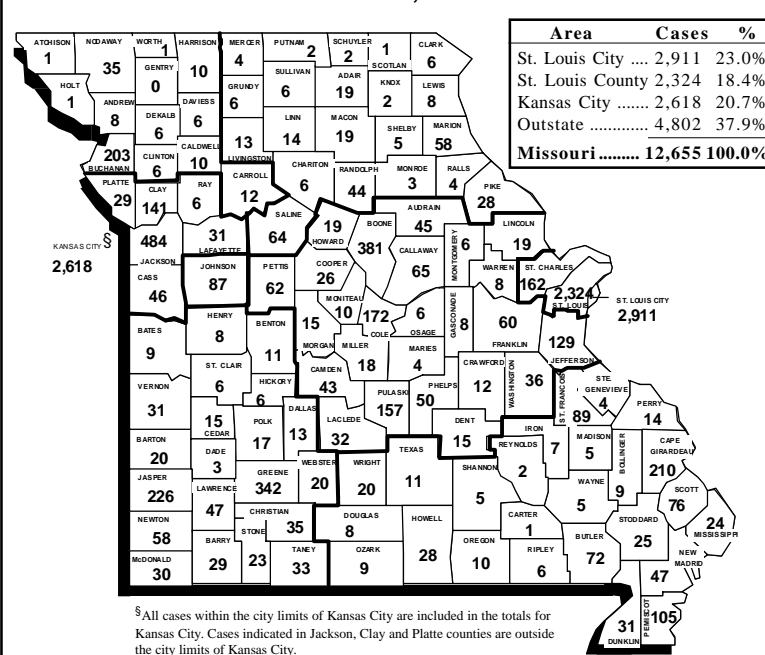 Area Cases %
St. Louis City .... 2,911 23.0%
St. Louis County 2,324 18.4%
Kansas City ....... 2,618 20.7%
Outstate ............. 4,802 37.9%
Missouri ......... 12,655 100.0%
ATCHISON
1
NODAWAY
35
WORTH
1
HARRISON
10
MERCER
4
PUTNAM
2
SCHUYLER
2
SCOTLAN
1
CLARK
6
HOLT
1
GENTRY
0
GRUNDY
6
SULLIVAN
6
ADAIR
19
KNOX
2
LEWIS
8
ANDREW
8
DEKALB
6
DAVIESS
6
LINN
14
MACON
19
SHELBY
5
MARION
58
203
BUCHANAN
CLINTON
6
CALDWELL
10
13
LIVINGSTON
CHARITON
6
RANDOLPH
44
MONROE
3
RALLS
4
PIKE
28
PLATTE
29
CLAY
141
RAY
6
CARROLL
12
SALINE
64
19
HOWARD
BOONE
381
AUDRAIN
45
MONTGOMERY
6
LINCOLN
19
KANSAS CITY §
2,618
484
JACKSON
31
LAFAYETTE
COOPER
26
CALLAWAY
65
WARREN
8
ST. CHARLES
162
2,324
ST. LOUIS
ST. LOUIS CITY
2,911
CASS
46
JOHNSON
87
PETTIS
62
MONITEAU
10
172
COLE
6
OSAGE
GASCONADE
8
60
FRANKLIN
129
JEFFERSON
BATES
9
HENRY
8
BENTON
11
15
MORGAN
MILLER
18
MARIES
4
CRAWFORD
12
WASHINGTON
36
ST. FRANCOIS
89
STE.
GENEVIEVE
4
PERRY
14
ST. CLAIR
6
HICKORY
6
CAMDEN
43
PULASKI
157
PHELPS
50
VERNON
31
15
CEDAR
POLK
17
DALLAS
13
LACLEDE
32
DENT
15
IRON
7
MADISON
5
BOLLINGER
9
CAPE
GIRARDEAU
210
BARTON
20
DADE
3
GREENE
342
WEBSTER
20
WRIGHT
20
TEXAS
11
SHANNON
5
REYNOLDS
2
WAYNE
5
SCOTT
76
JASPER
226
LAWRENCE
47
CHRISTIAN
35
DOUGLAS
8
HOWELL
28
CARTER
1
BUTLER
72
STODDARD
25
24
MISSISSIPPI
NEWTON
58
BARRY
29
STONE
23
TANEY
33
OZARK
9
OREGON
10
RIPLEY
6
NEW
MADRID
47
McDONALD
30
31
DUNKLIN
PEMISCOT
105
§All cases within the city limits of Kansas City are included in the totals for
Kansas City. Cases indicated in Jackson, Clay and Platte counties are outside
the city limits of Kansas City.